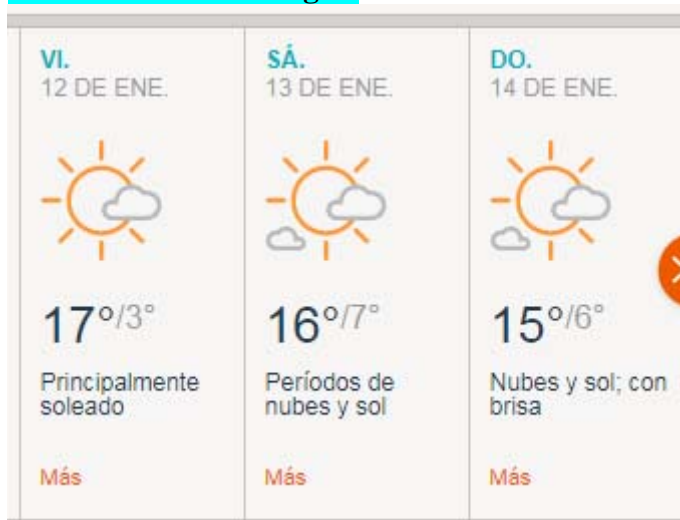 VI.
12 DE ENE.
17°/3°
Principalmente
soleado
Más
SÁ.
13 DE ENE.
16°/7°
Períodos de
nubes y sol
Más
DO.
14 DE ENE.
15°/6°
Nubes y sol; con
brisa
Más